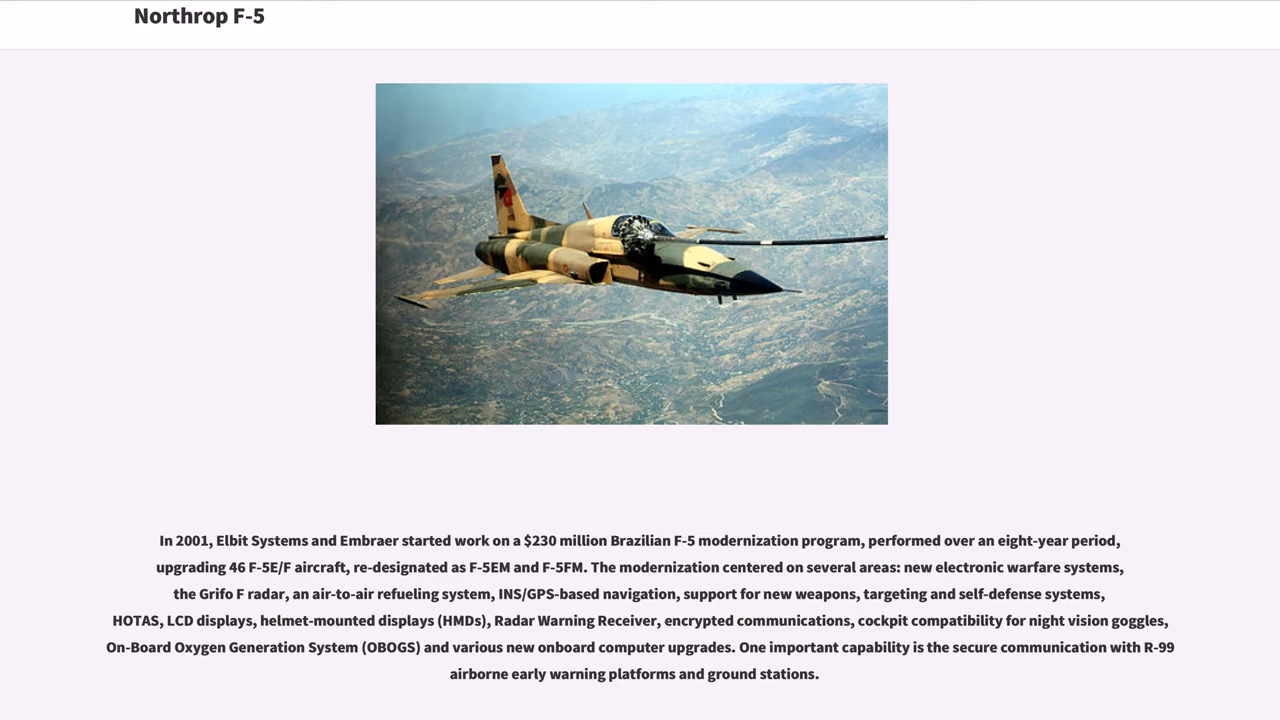 Northrop F-5
In 2001, Elbit Systems and Embraer started work on a $230 million Brazilian F-5 modernization program, performed over an eight-year period,
upgrading 46 F-5E/F aircraft, re-designated as F-5EM and F-5FM. The modernization centered on several areas: new electronic warfare systems,
the Grifo F radar, an air-to-air refueling system, INS/GPS-based navigation, support for new weapons, targeting and self-defense systems,
HOTAS, LCD displays, helmet-mounted displays (HMDs), Radar Warning Receiver, encrypted communications, cockpit compatibility for night vision goggles,
On-Board Oxygen Generation System (OBOGS) and various new onboard computer upgrades. One important capability is the secure communication with R-99
airborne early warning platforms and ground stations.